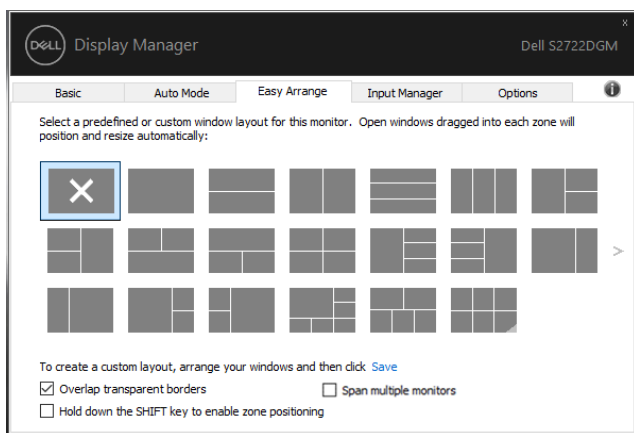 x
DELL Display Manager Dell S2722DGM
Basic Auto Mode Easy Arrange Input Manager Options
Select a predefined or custom window layout for this monitor. Open windows dragged into each zone will
position and resize automatically:
To create a custom layout, arrange your windows and then click Save
Overlap transparent borders Span multiple monitors
Hold down the SHIFT key to enable zone positioning